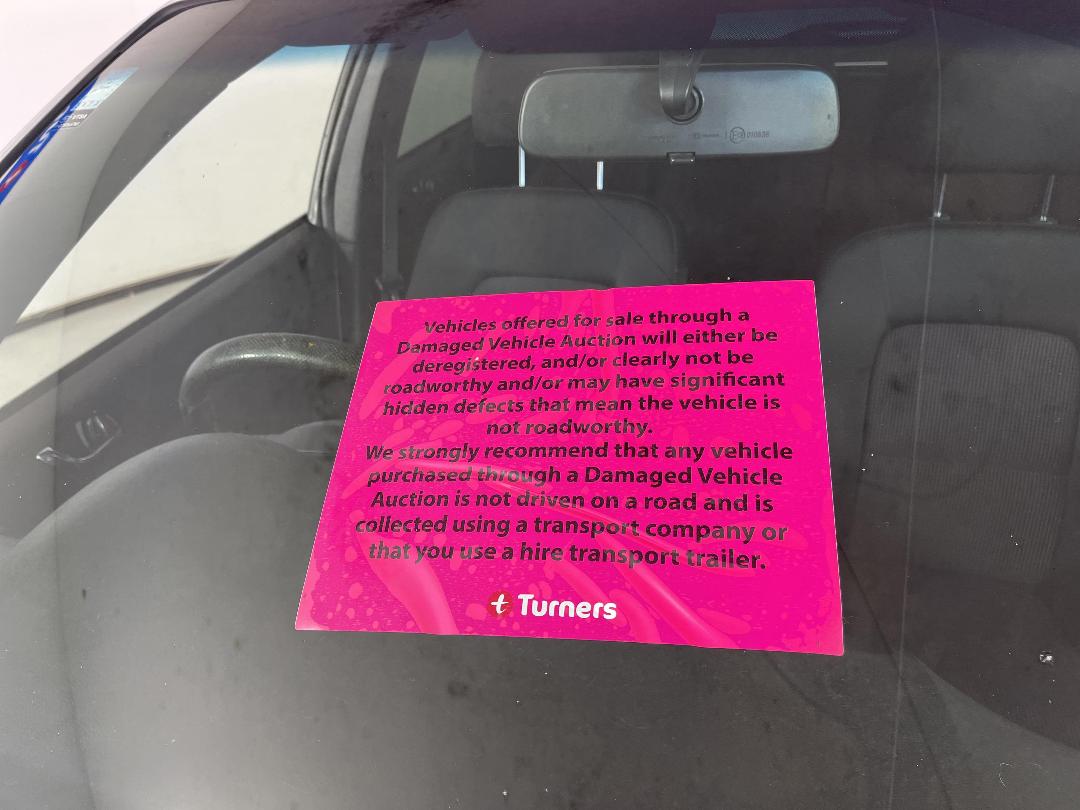 Vehicles offered for sale through a
Damaged Vehicle Auction will either be
deregistered, and/or clearly not be
roadworthy and/or may have significant
hidden defects that mean the vehicle is
not roadworthy.
We strongly recommend that any vehicle
purchased through a Damaged Vehicle
Auction is not driven on a road and is
collected using a transport company or
that you use a hire transport trailer.
t Turners